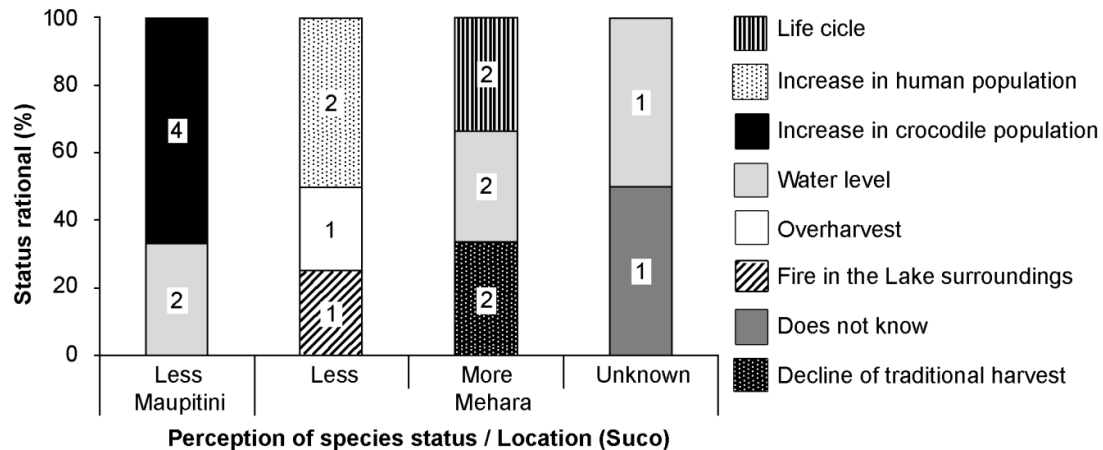 Status rational (%)
100
80
60
40
20
0
4
2
2
1
1
2
2
2
1
1
Less
Less
More
Unknown
Maupitini
Mehara
Perception of species status / Location (Suco)
Life cicle
Increase in human population
Increase in crocodile population
Water level
Overharvest
Fire in the Lake surroundings
Does not know
Decline of traditional harvest